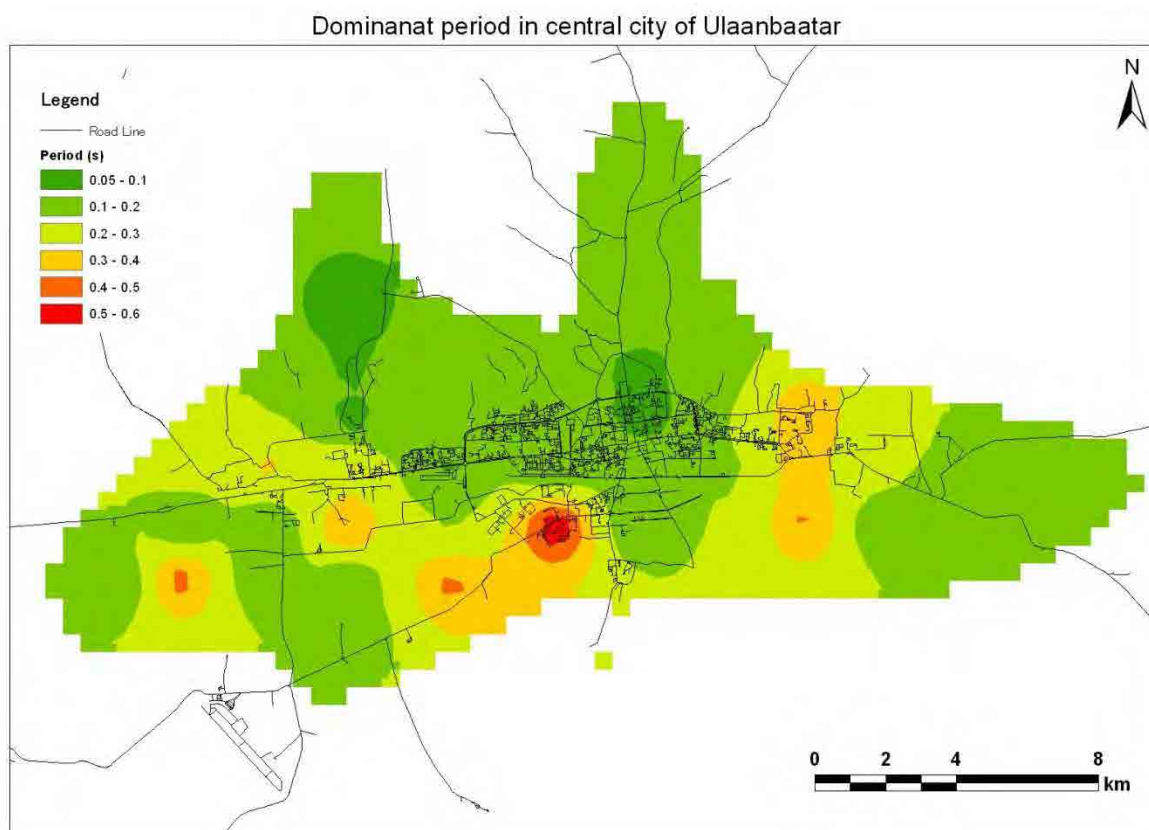 Dominanat period in central city of Ulaanbaatar
Legend
Road Line
Period (s)
0.05 - 0.1
0.1 - 0.2
0.2 - 0.3
0.3 - 0.4
0.4 - 0.5
0.5 - 0.6
N
0 2 4 8
km